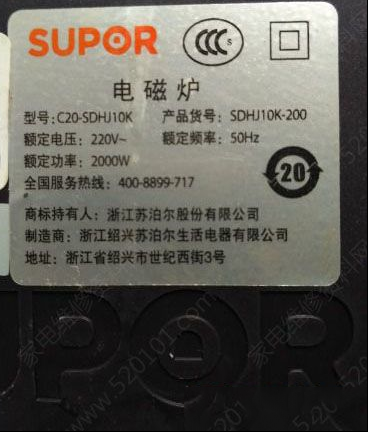 SUPOR
CCC S
电磁炉
型号: C20-SDHJ10K 产品货号: SDHJ10K-200
额定电压: 220V~ 额定频率: 50Hz
额定功率: 2000W
全国服务热线: 400-8899-717
20
商标持有人: 浙江苏泊尔股份有限公司
制造商: 浙江绍兴苏泊尔生活电器有限公司
地址: 浙江省绍兴市世纪西街3号
SUPOR
www.520101.com